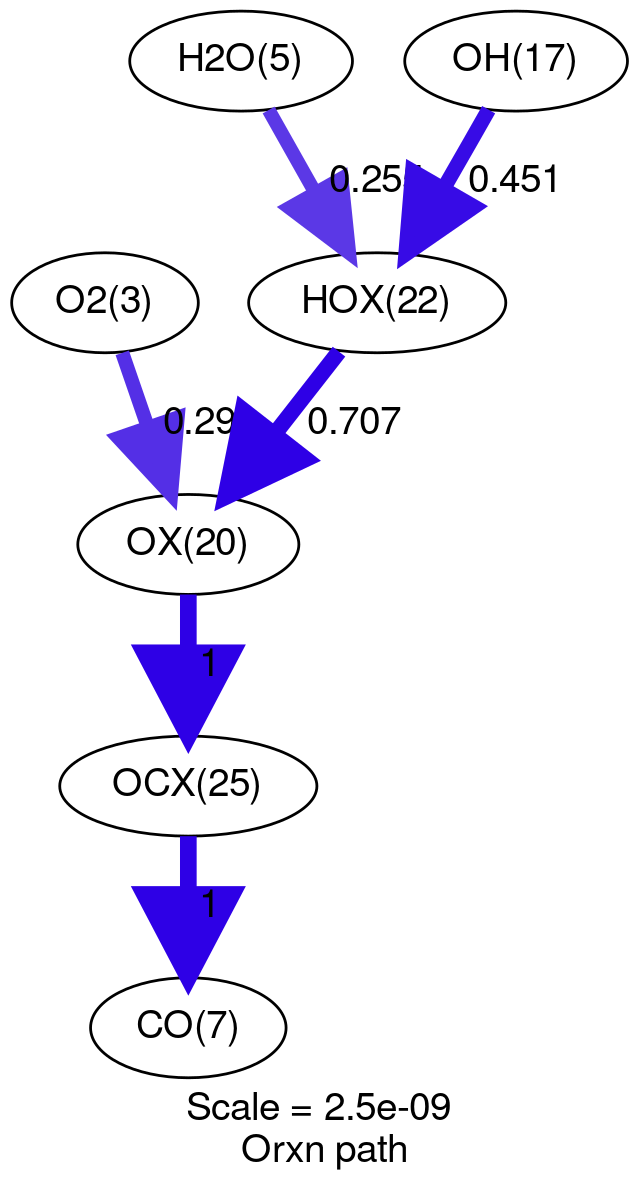 H2O(5)
OH(17)
0.25
0.451
O2(3)
HOX(22)
0.29
0.707
OX(20)
1
OCX(25)
1
CO(7)
Scale = 2.5e-09
Orxn path